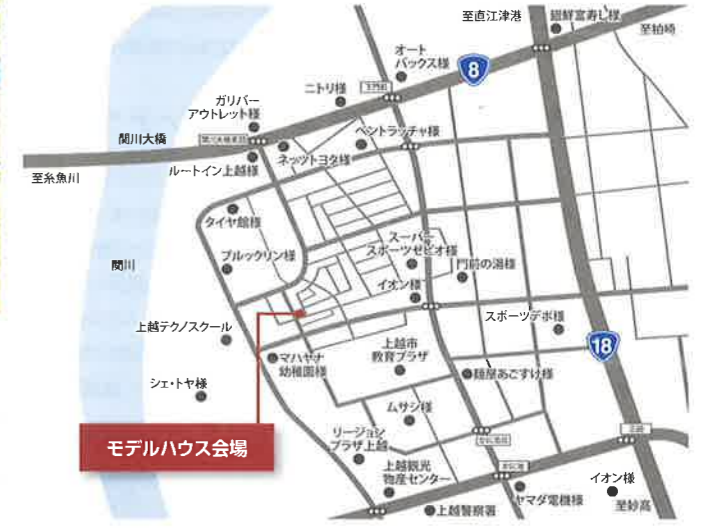 至直江津港
廻鮮富寿し様
至柏崎
オート
バックス様
8
ニトリ様
ガリバー
アウトレット様
関川大橋
ベントラッチャ様
ネッツトヨタ様
ルートイン上越様
至糸魚川
タイヤ館様
スーパー
スポーツゼビオ様
ブルックリン様
門前の湯様
関川
イオン様
スポーツデポ様
上越テクノスクール
18
上越市
教育プラザ
マハヤナ
幼稚園様
麺屋あごすけ様
シェ・トヤ様
ムサシ様
モデルハウス会場
リージョン
プラザ上越
上越観光
物産センター
イオン様
ヤマダ電機様
上越警察署
至妙高